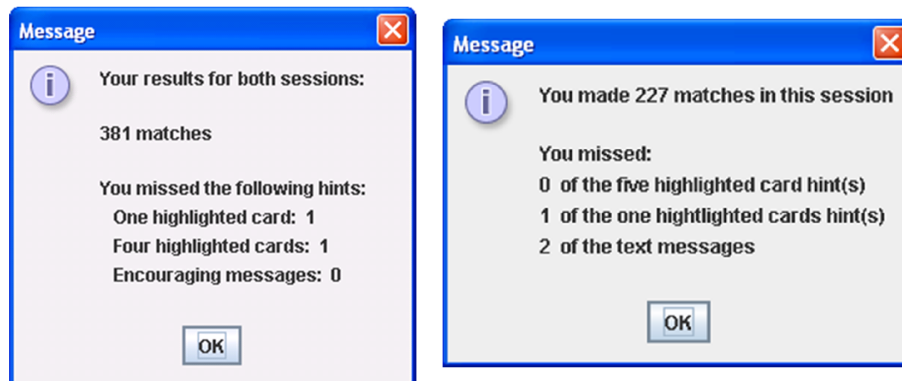 Message
Your results for both sessions:
381 matches
You missed the following hints:
One highlighted card: 1
Four highlighted cards: 1
Encouraging messages: 0
OK
Message
You made 227 matches in this session
You missed:
0 of the five highlighted card hint(s)
1 of the one hightlighted cards hint(s)
2 of the text messages
OK